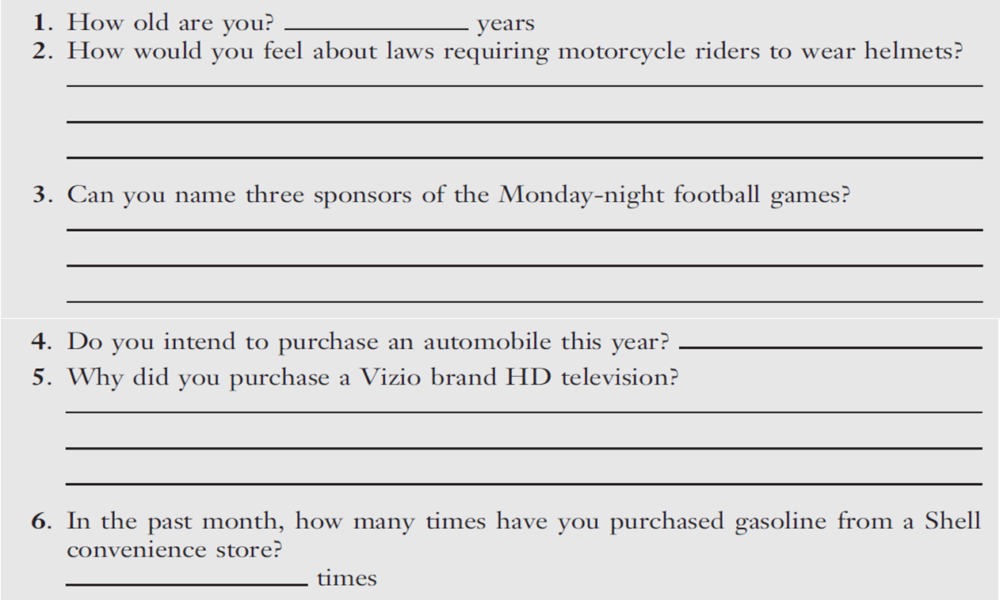 1. How old are you? ____________ years
2. How would you feel about laws requiring motorcycle riders to wear helmets?
3. Can you name three sponsors of the Monday-night football games?
4. Do you intend to purchase an automobile this year? ____________
5. Why did you purchase a Vizio brand HD television?
6. In the past month, how many times have you purchased gasoline from a Shell
convenience store?
____________ times